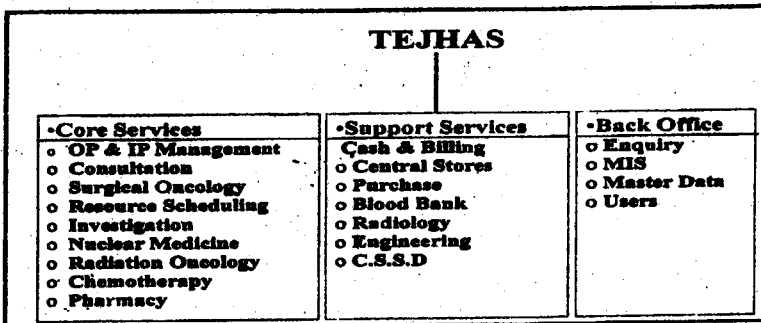 TEJHAS
•Core Services
o OP & IP Management
o Consultation
o Surgical Oncology
o Resource Scheduling
o Investigation
o Nuclear Medicine
o Radiation Oncology
o Chemotherapy
o Pharmacy
•Support Services
Cash & Billing
o Central Stores
o Purchase
o Blood Bank
o Radiology
o Engineering
o C.S.S.D
•Back Office
o Enquiry
o MIS
o Master Data
o Users